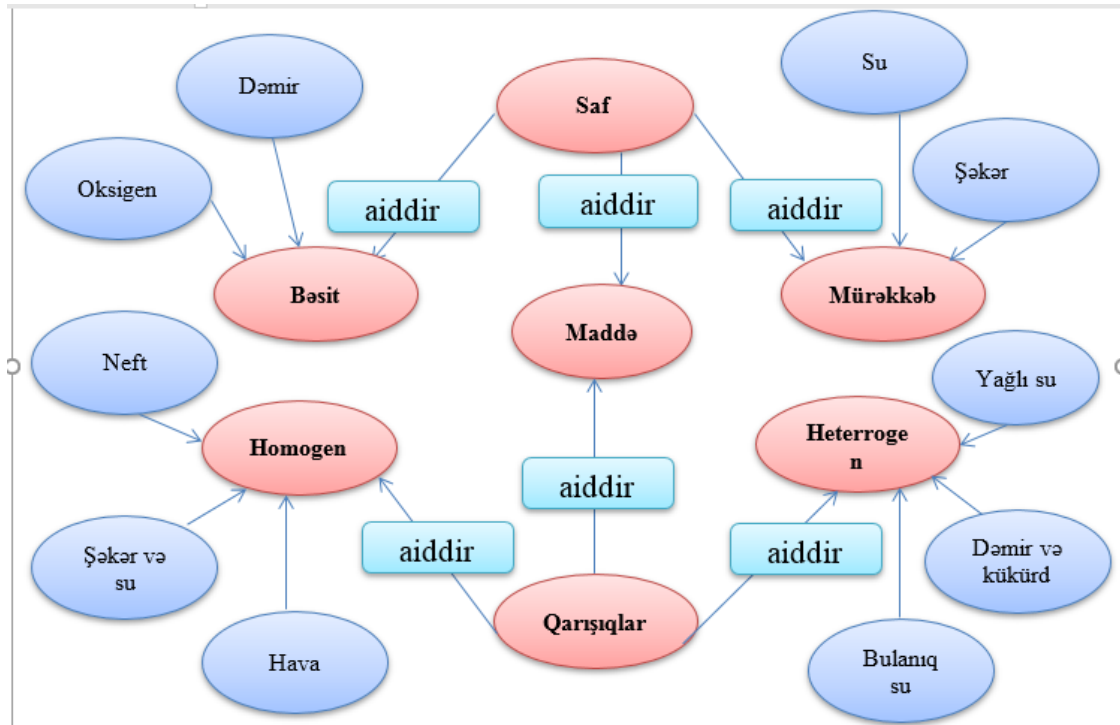 Dəmir
Su
Saf
Oksigen
Şəkər
aiddir
aiddir
aiddir
Bəsit
Mürəkkəb
Maddə
Neft
Yağlı su
Homogen
Heterroge
n
aiddir
Şəkər və
su
aiddir
aiddir
Dəmir və
kükürd
Qarışıqlar
Hava
Bulanıq
su